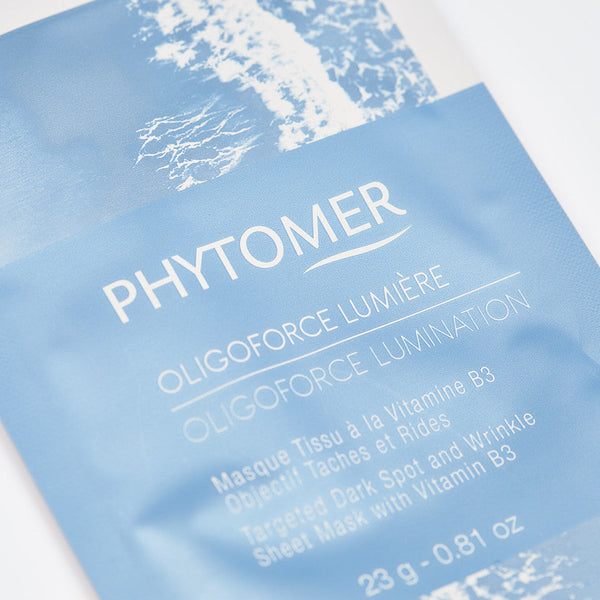 PHYTOMER
OLIGOFORCE LUMIÈRE
OLIGOFORCE LUMINATION
Masque Tissu à la Vitamine B3
Objectif Taches et Rides
Targeted Dark Spot and Wrinkle
Sheet Mask with Vitamin B3
23 g - 0.81 oz